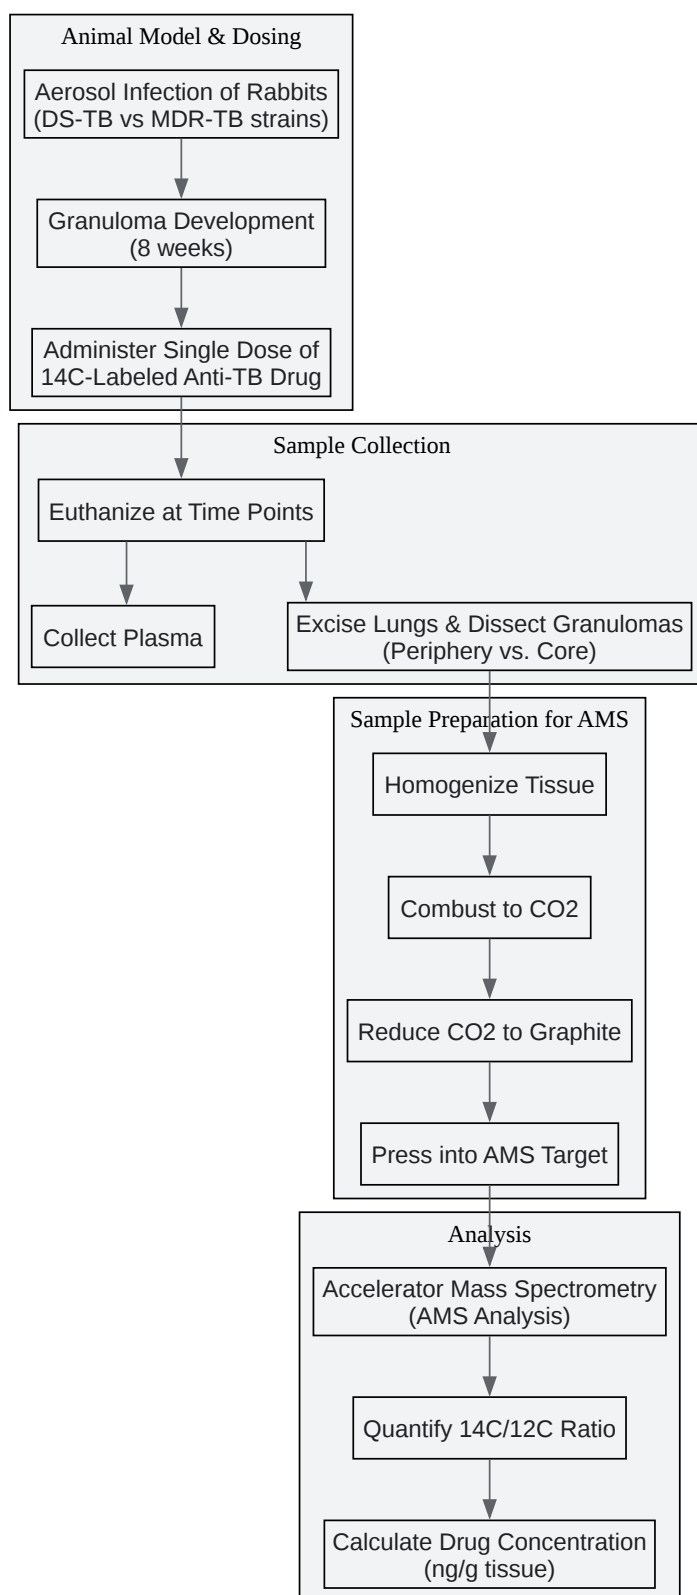 Animal Model & Dosing
Aerosol Infection of Rabbits
(DS-TB vs MDR-TB strains)
Granuloma Development
(8 weeks)
Administer Single Dose of
14C-Labeled Anti-TB Drug
Sample Collection
Euthanize at Time Points
Collect Plasma
Excise Lungs & Dissect Granulomas
(Periphery vs. Core)
Sample Preparation for AMS
Homogenize Tissue
Combust to CO2
Reduce CO2 to Graphite
Press into AMS Target
Analysis
Accelerator Mass Spectrometry
(AMS Analysis)
Quantify 14C/12C Ratio
Calculate Drug Concentration
(ng/g tissue)